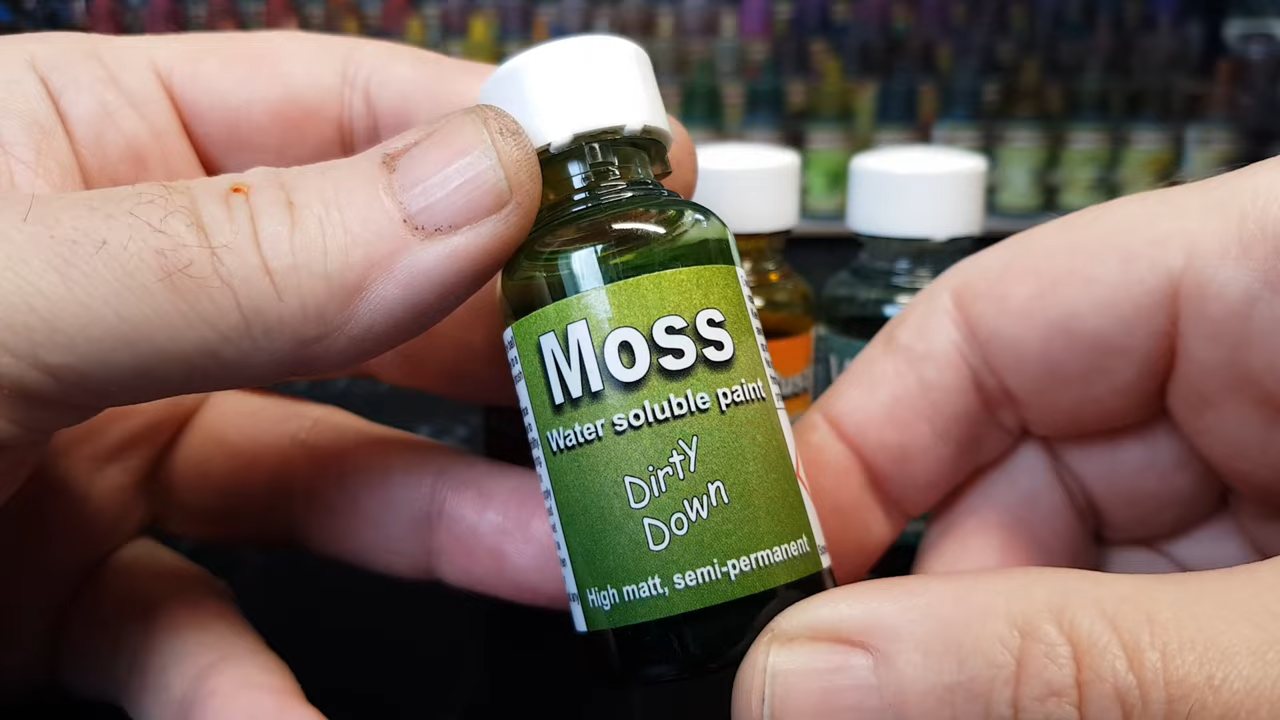 Moss
Water soluble paint
Dirty
Down
High matt, semi-permanent